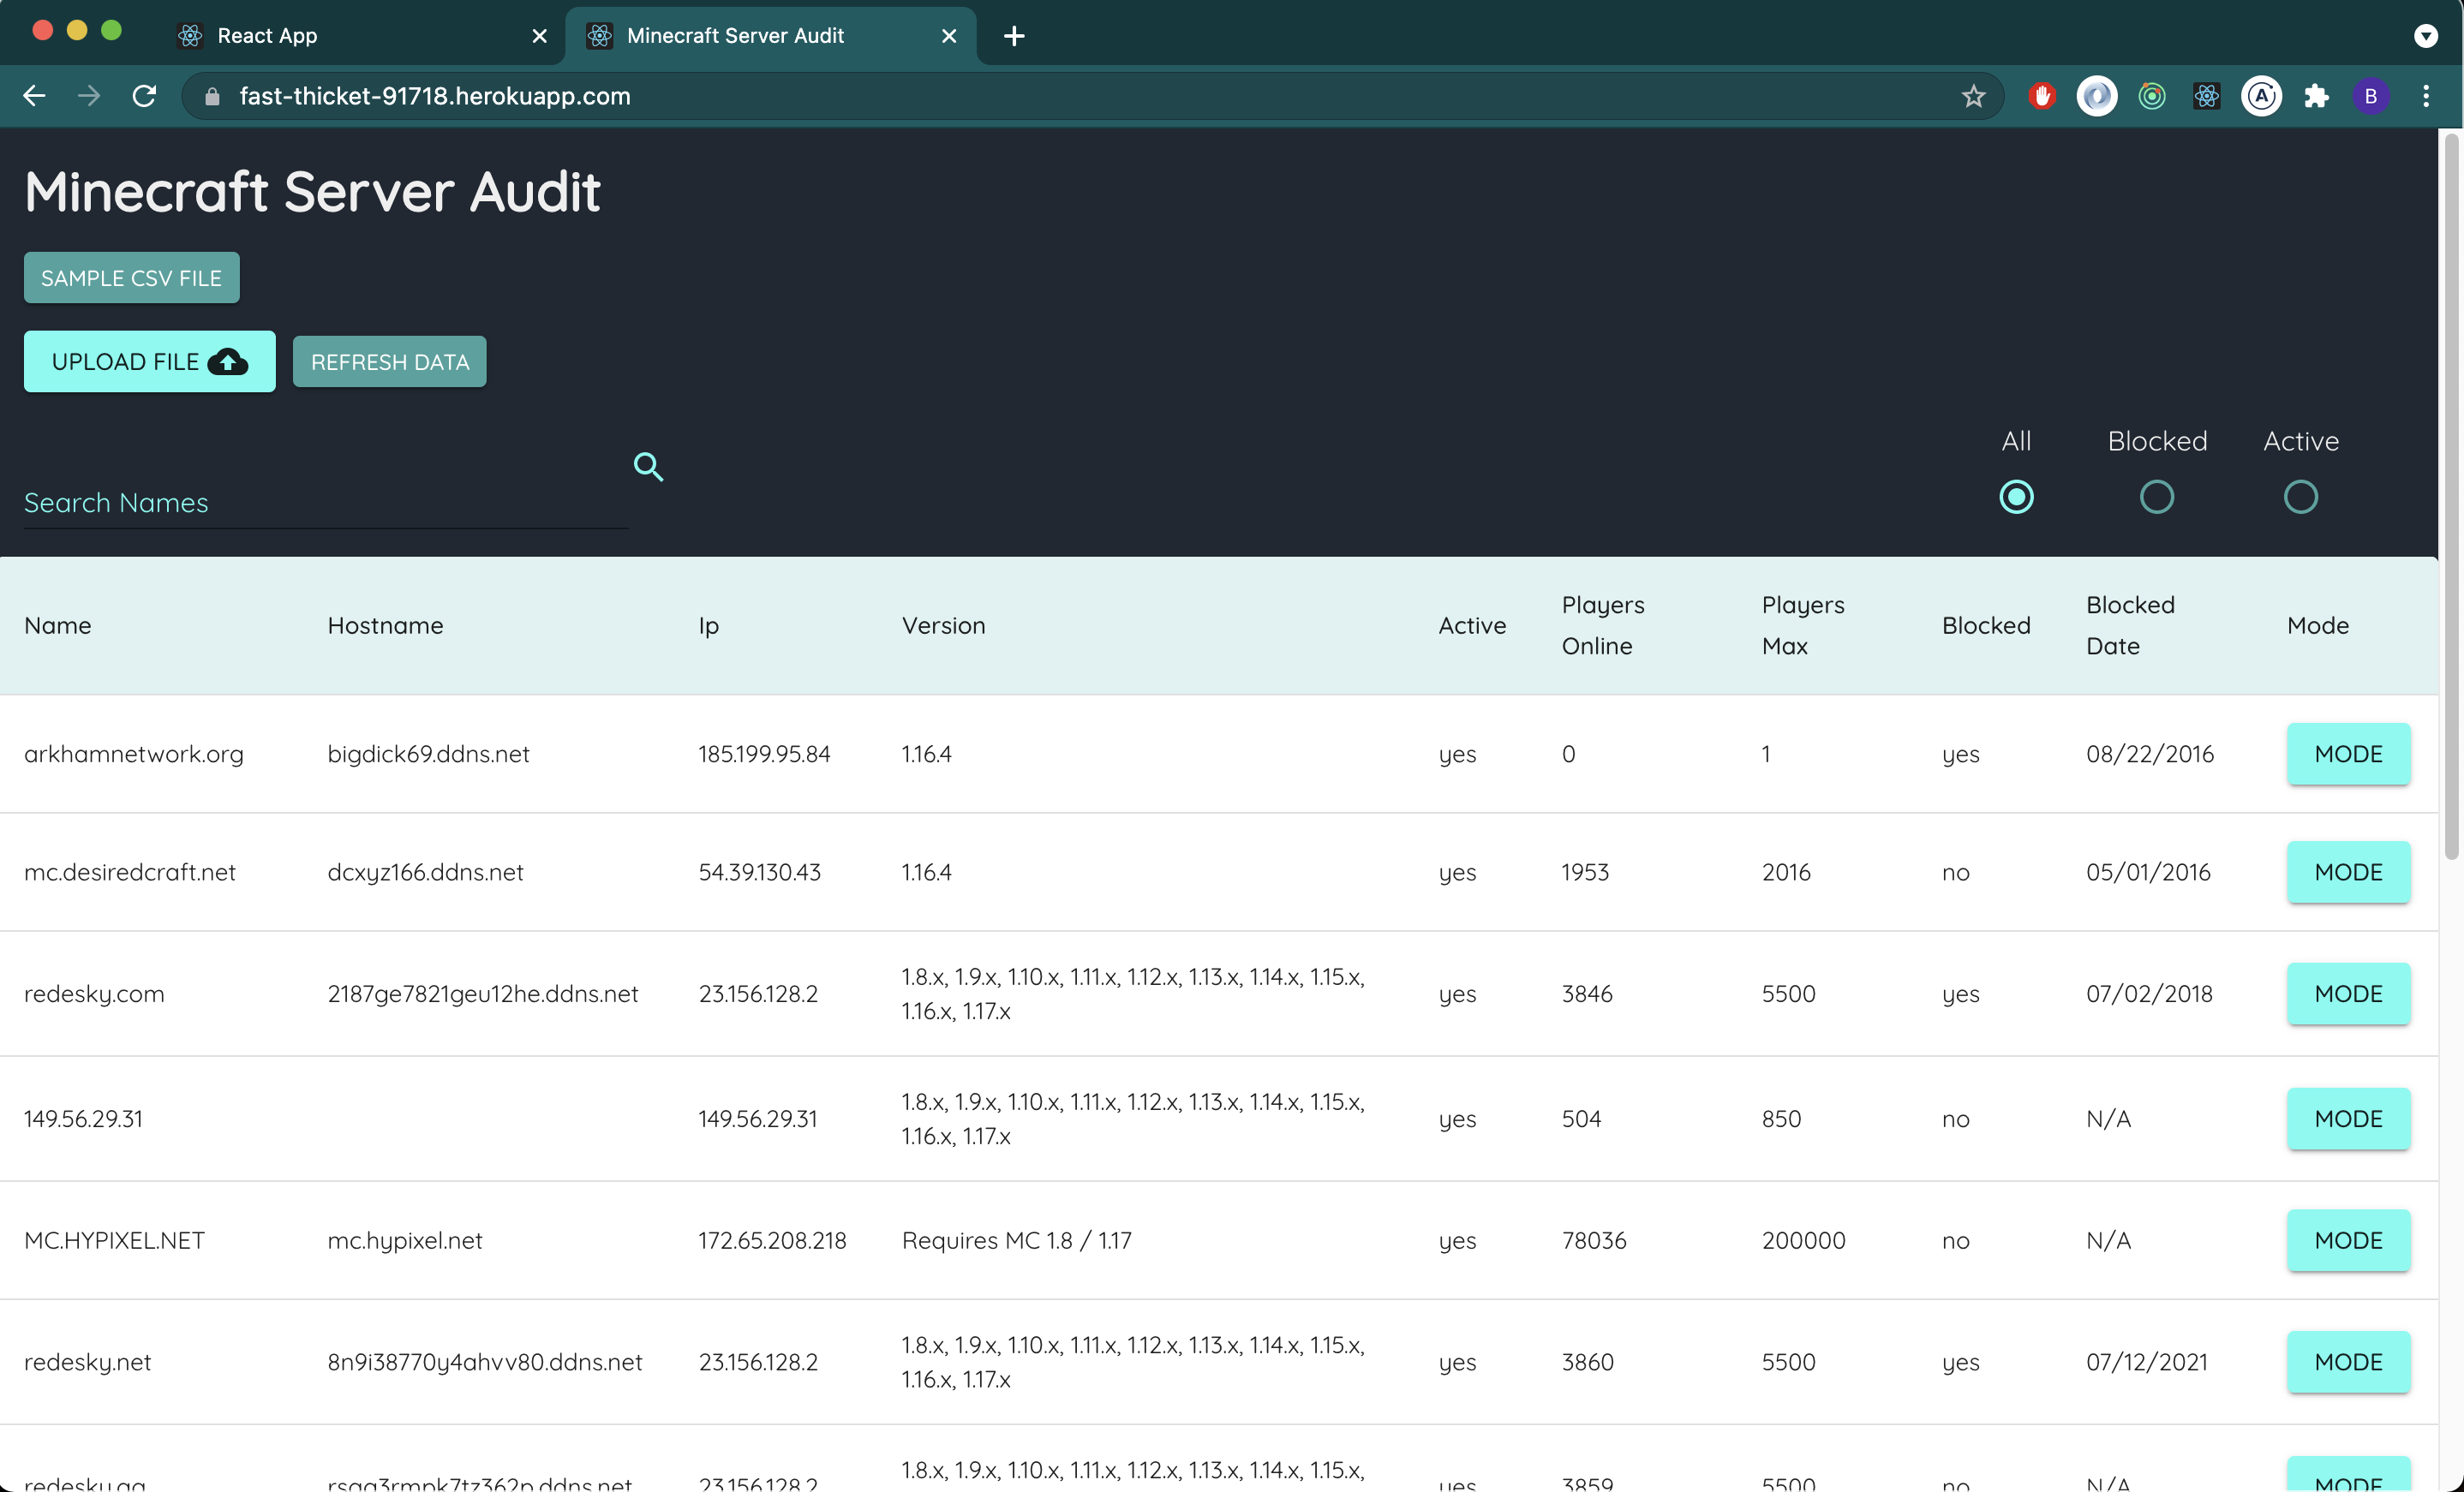 React App
Minecraft Server Audit
fast-thicket-91718.herokuapp.com
A
B
Minecraft Server Audit
SAMPLE CSV FILE
UPLOAD FILE
REFRESH DATA
All Blocked Active
Search Names
Name Hostname Ip Version Active Players Online Players Max Blocked Blocked Date Mode
arkhamnetwork.org bigdick69.ddns.net 185.199.95.84 1.16.4 yes 0 1 yes 08/22/2016 MODE
mc.desiredcraft.net dcxyz166.ddns.net 54.39.130.43 1.16.4 yes 1953 2016 no 05/01/2016 MODE
redesky.com 2187ge7821geu12he.ddns.net 23.156.128.2 1.8.x, 1.9.x, 1.10.x, 1.11.x, 1.12.x, 1.13.x, 1.14.x, 1.15.x,
1.16.x, 1.17.x yes 3846 5500 yes 07/02/2018 MODE
149.56.29.31 149.56.29.31 1.8.x, 1.9.x, 1.10.x, 1.11.x, 1.12.x, 1.13.x, 1.14.x, 1.15.x,
1.16.x, 1.17.x yes 504 850 no N/A MODE
MC.HYPIXEL.NET mc.hypixel.net 172.65.208.218 Requires MC 1.8 / 1.17 yes 78036 200000 no N/A MODE
redesky.net 8n9i38770y4ahvv80.ddns.net 23.156.128.2 1.8.x, 1.9.x, 1.10.x, 1.11.x, 1.12.x, 1.13.x, 1.14.x, 1.15.x,
1.16.x, 1.17.x yes 3860 5500 yes 07/12/2021 MODE
23.156.128.2 1.8.x, 1.9.x, 1.10.x, 1.11.x, 1.12.x, 1.13.x, 1.14.x, 1.15.x,
yes 3859 5500 no N/A MODE